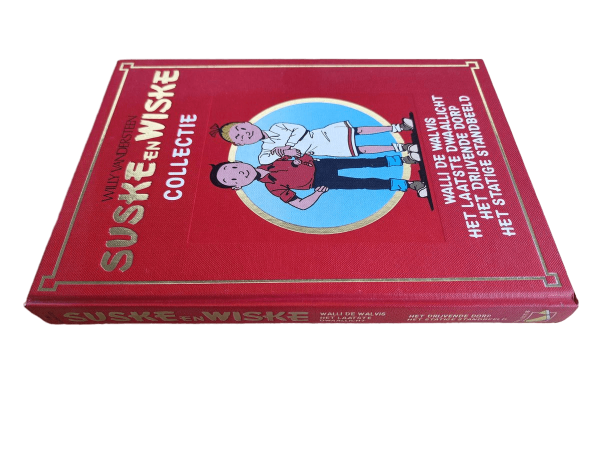 WILLY VANDERSTEEN
SUSKE EN WISKE
COLLECTIE
WALLI DE WALVIS
HET LAATSTE DWAALLICHT
HET DRIJVENDE DORP
HET STATIGE STANDBEELD
SUSKE EN WISKE
WALLI DE WALVIS
HET LAATSTE
DWAALLICHT
HET DRIJVENDE DORP
HET STATIGE STANDBEELD